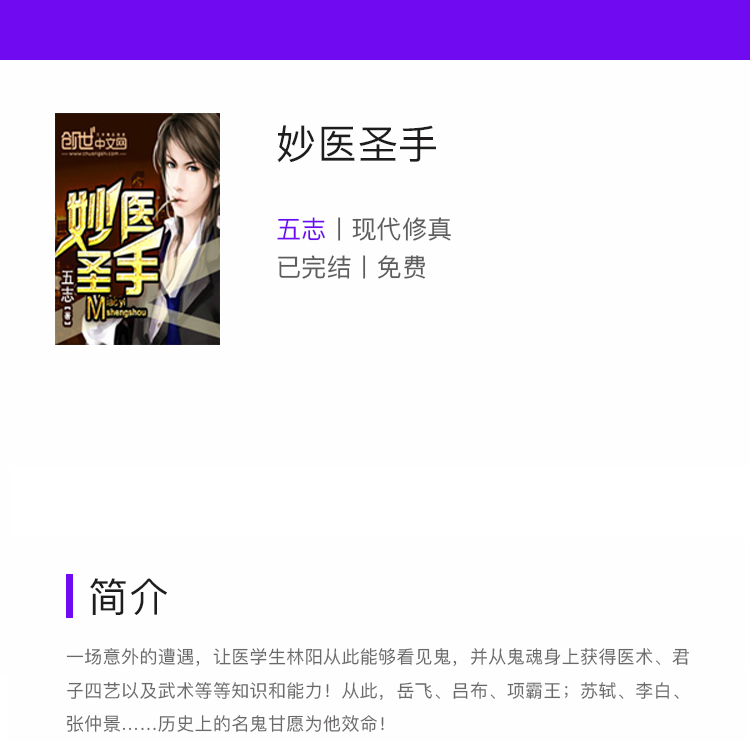 创世中文网
www.chuangshi.com
妙医
圣手
五志【著】
Miaoyi
shengshou
妙医圣手
五志丨现代修真
已完结丨免费
简介
一场意外的遭遇，让医学生林阳从此能够看见鬼，并从鬼魂身上获得医术、君
子四艺以及武术等等知识和能力！从此，岳飞、吕布、项霸王；苏轼、李白、
张仲景……历史上的名鬼甘愿为他效命！